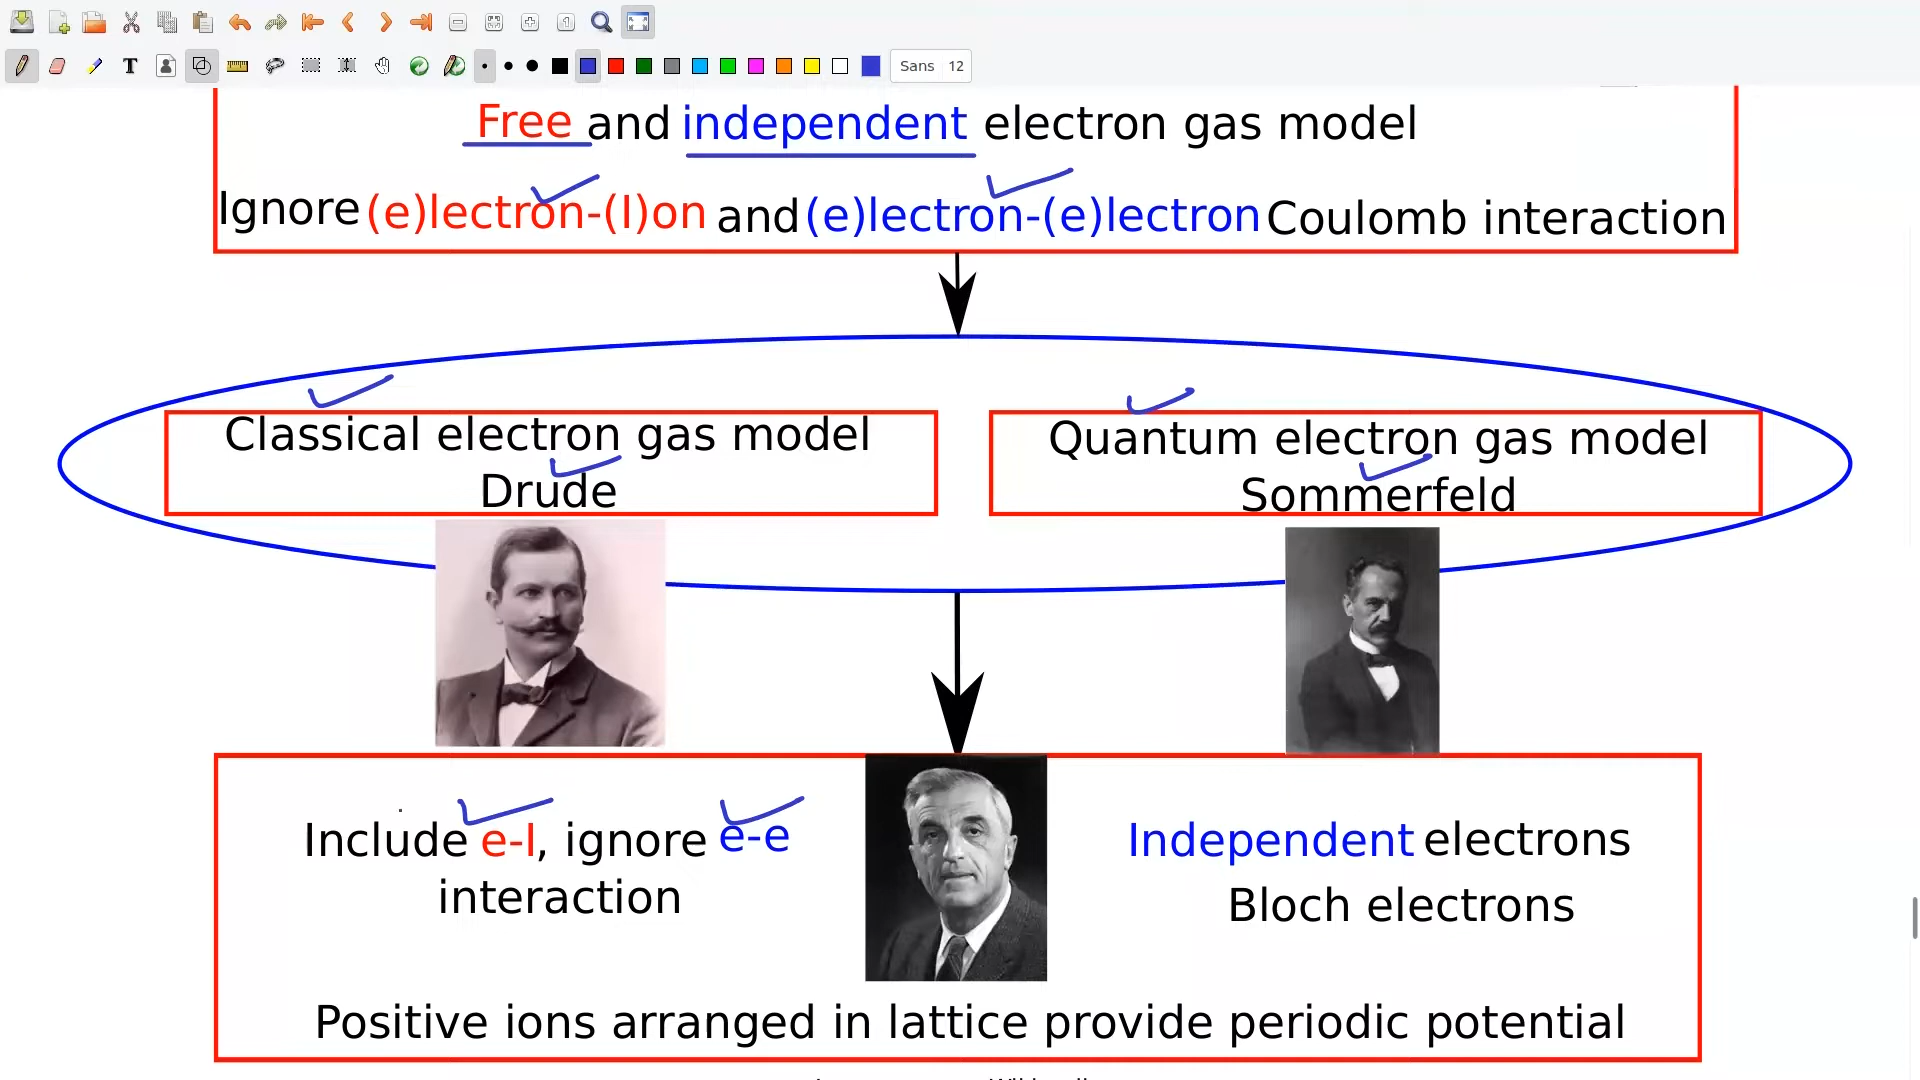 Sans 12
Free and independent electron gas model
Ignore (e)lectron-(I)on and (e)lectron-(e)lectron Coulomb interaction
Classical electron gas model
Drude
Quantum electron gas model
Sommerfeld
Include e-I, ignore e-e
interaction
Independent electrons
Bloch electrons
Positive ions arranged in lattice provide periodic potential